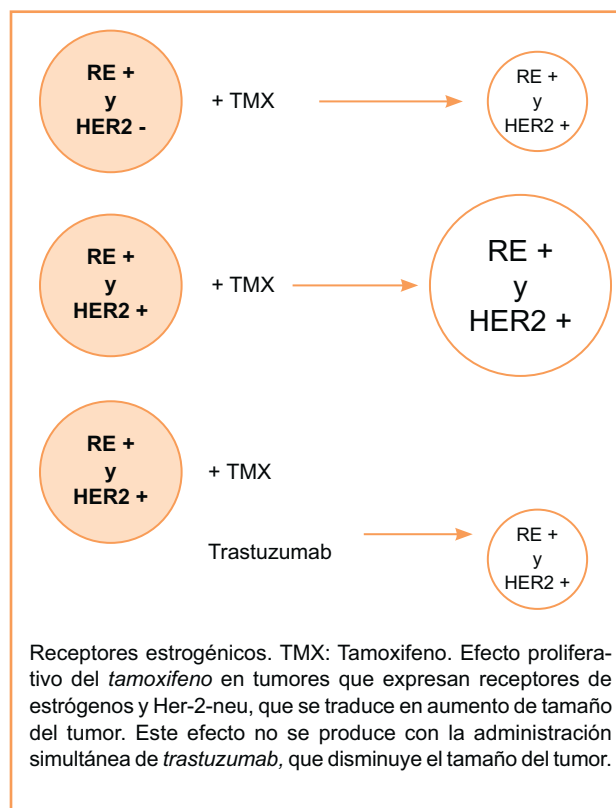 RE +
y
HER2 -
+ TMX
RE +
y
HER2 +
RE +
y
HER2 +
+ TMX
RE +
y
HER2 +
RE +
y
HER2 +
+ TMX
Trastuzumab
RE +
y
HER2 +
Receptores estrogénicos. TMX: Tamoxifeno. Efecto prolifera-
tivo del tamoxifeno en tumores que expresan receptores de
estrógenos y Her-2-neu, que se traduce en aumento de tamaño
del tumor. Este efecto no se produce con la administración
simultánea de trastuzumab, que disminuye el tamaño del tumor.